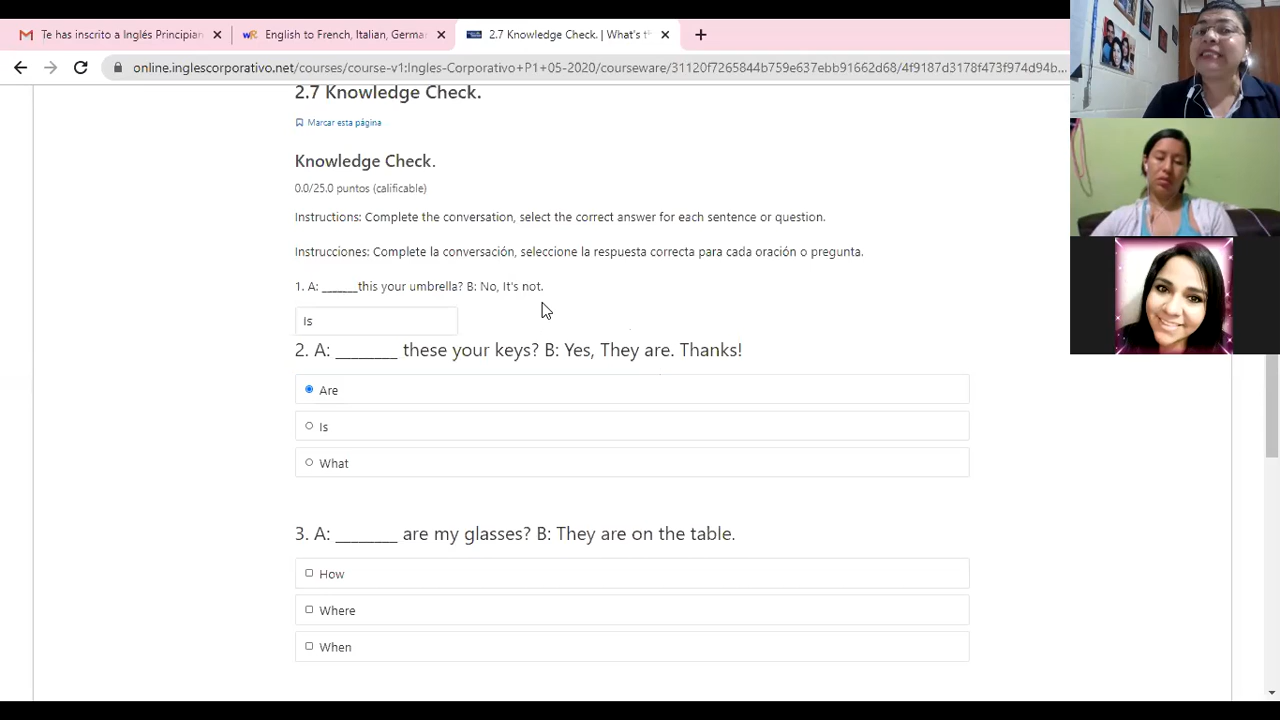 Te has inscrito a Inglés Principian
English to French, Italian, Germa
2.7 Knowledge Check. | What's t
online.inglescorporativo.net/courses/course-v1:Ingles-Corporativo+P1+05-2020/courseware/31120f7265844b759e637ebb91662d68/4f9187d3178f473f974d94b...
2.7 Knowledge Check.
Marcar esta página
Knowledge Check.
0.0/25.0 puntos (calificable)
Instructions: Complete the conversation, select the correct answer for each sentence or question.
Instrucciones: Complete la conversación, seleccione la respuesta correcta para cada oración o pregunta.
1. A: _______this your umbrella? B: No, It's not.
Is
2. A: ________ these your keys? B: Yes, They are. Thanks!
Are
Is
What
3. A: ________ are my glasses? B: They are on the table.
How
Where
When